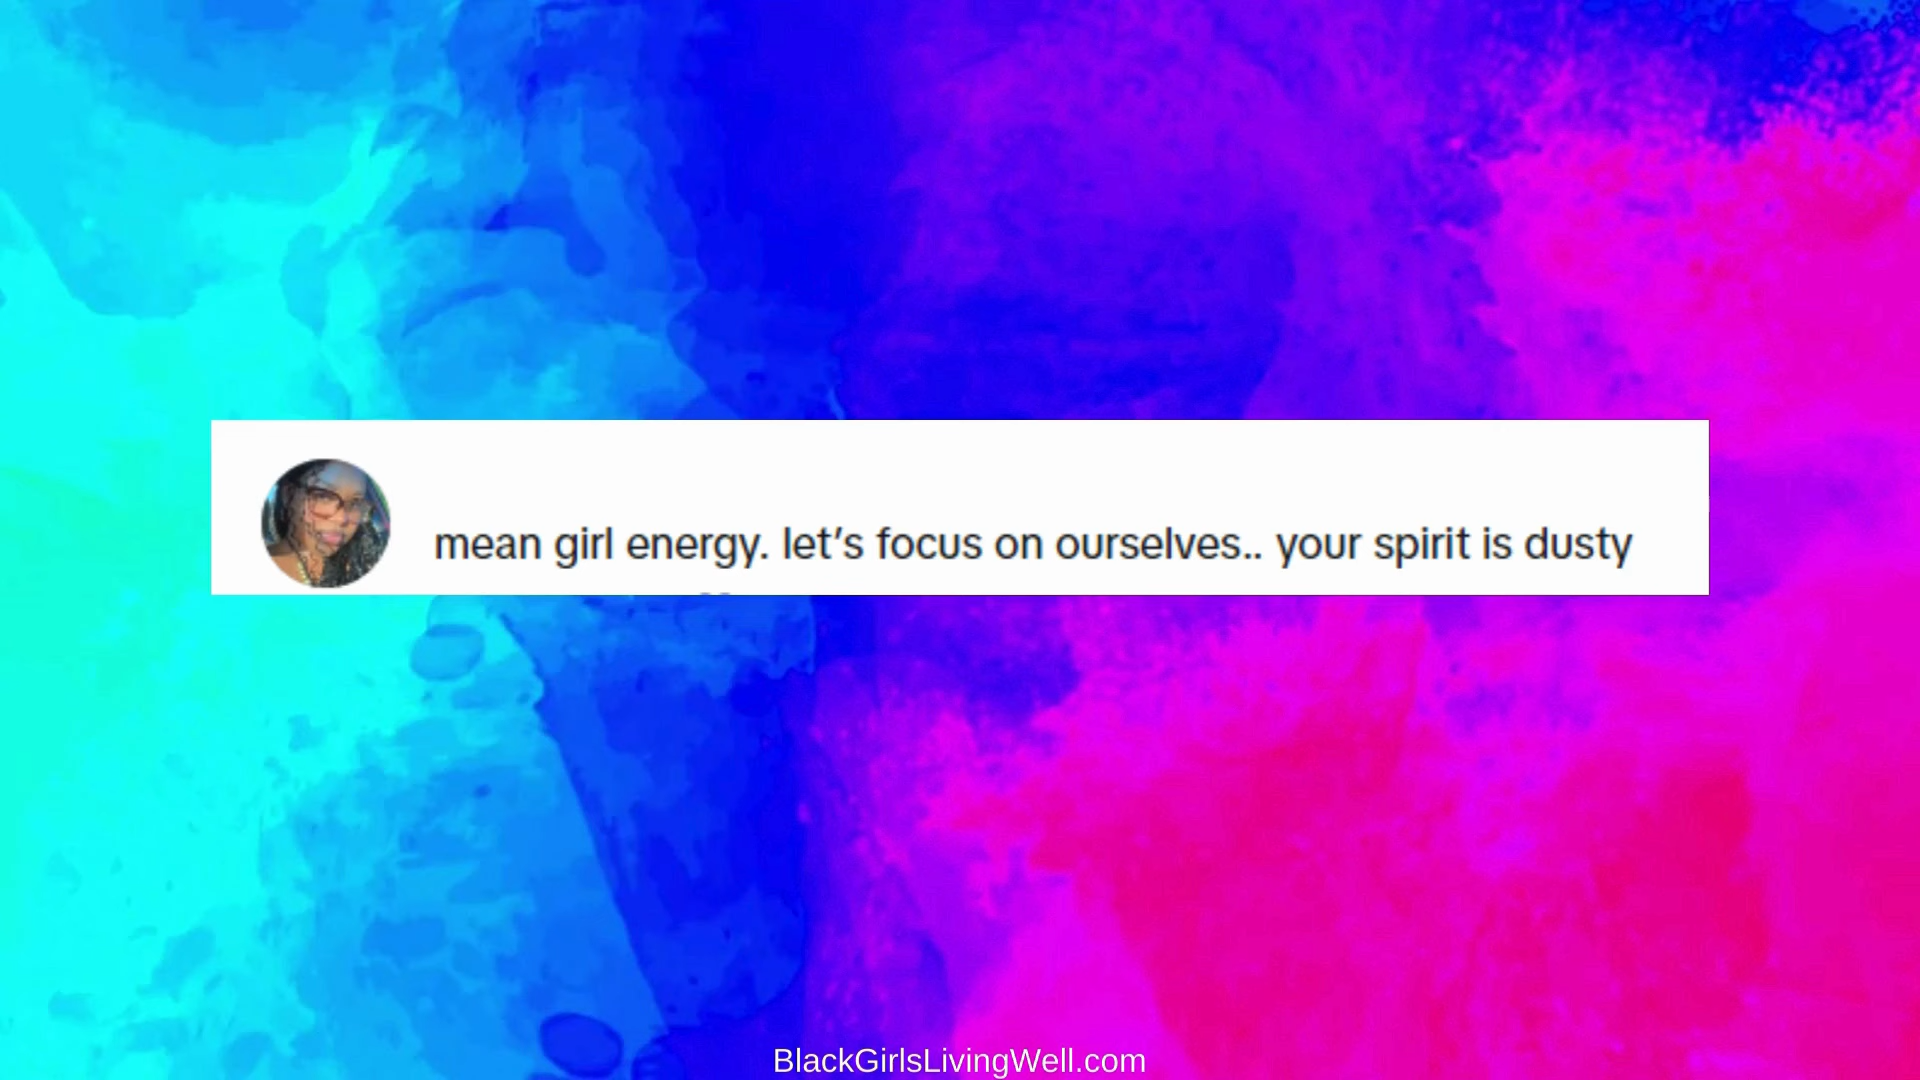 mean girl energy. let’s focus on ourselves.. your spirit is dusty
BlackGirlsLivingWell.com